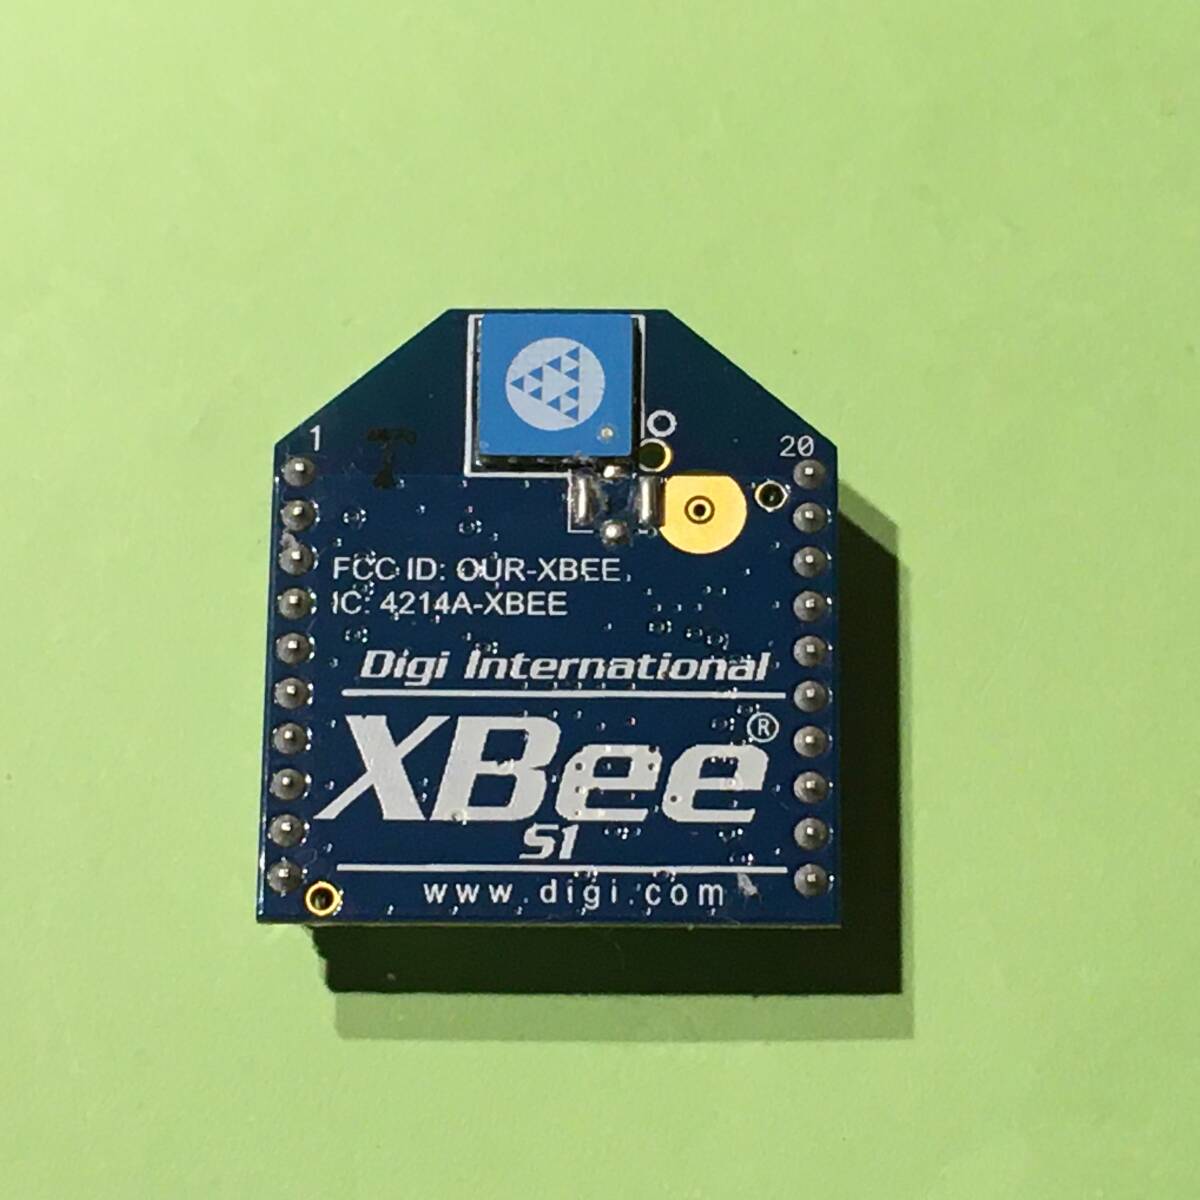 1
T
20
FCC ID: OUR-XBEE
IC: 4214A-XBEE
Digi International
XBee®
S1
www.digi.com